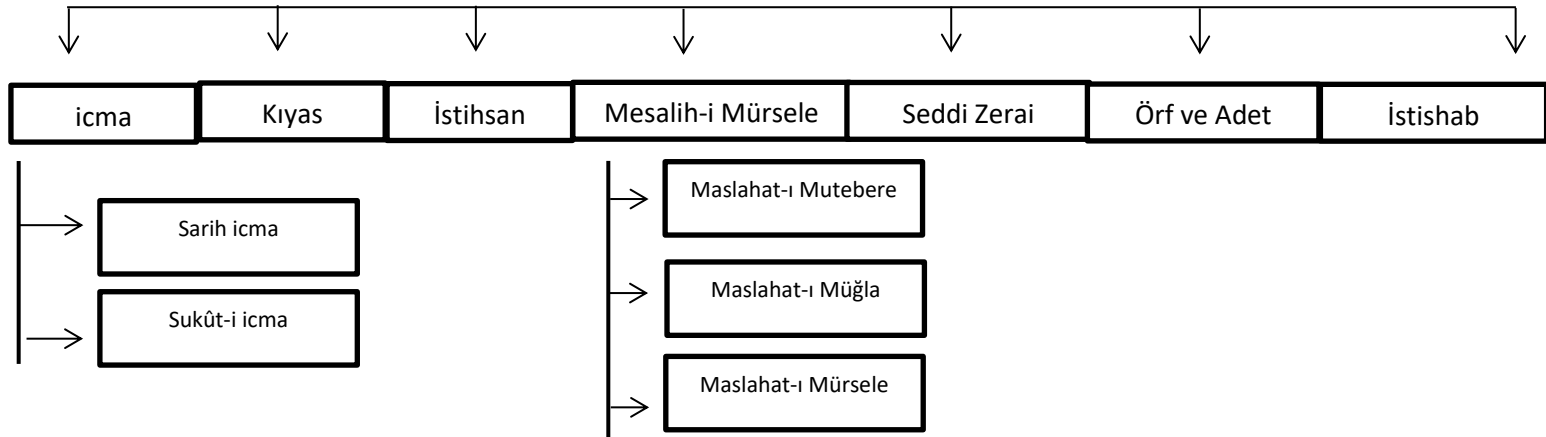 icma
Kıyas
İstihsan
Mesalih-i Mürsele
Seddi Zerai
Örf ve Adet
İstishab
Sarih icma
Sukût-i icma
Maslahat-ı Mutebere
Maslahat-ı Müğla
Maslahat-ı Mürsele